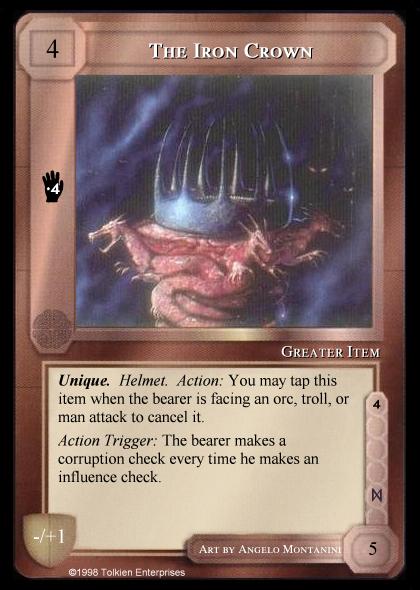 4
THE IRON CROWN
·4
GREATER ITEM
Unique. Helmet. Action: You may tap this
item when the bearer is facing an orc, troll, or
man attack to cancel it.
4
Action Trigger: The bearer makes a
corruption check every time he makes an
influence check.
-/+1
ART BY ANGELO MONTANINI
5
©1998 Tolkien Enterprises